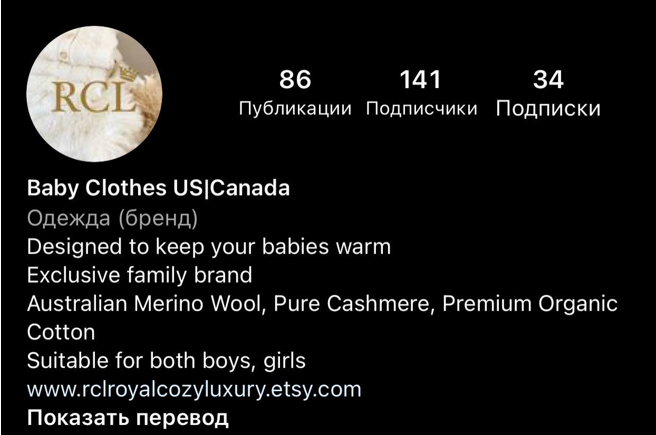 RCL
86 141 34
Публикации Подписчики Подписки
Baby Clothes US|Canada
Одежда (бренд)
Designed to keep your babies warm
Exclusive family brand
Australian Merino Wool, Pure Cashmere, Premium Organic
Cotton
Suitable for both boys, girls
www.rclroyalcozyluxury.etsy.com
Показать перевод